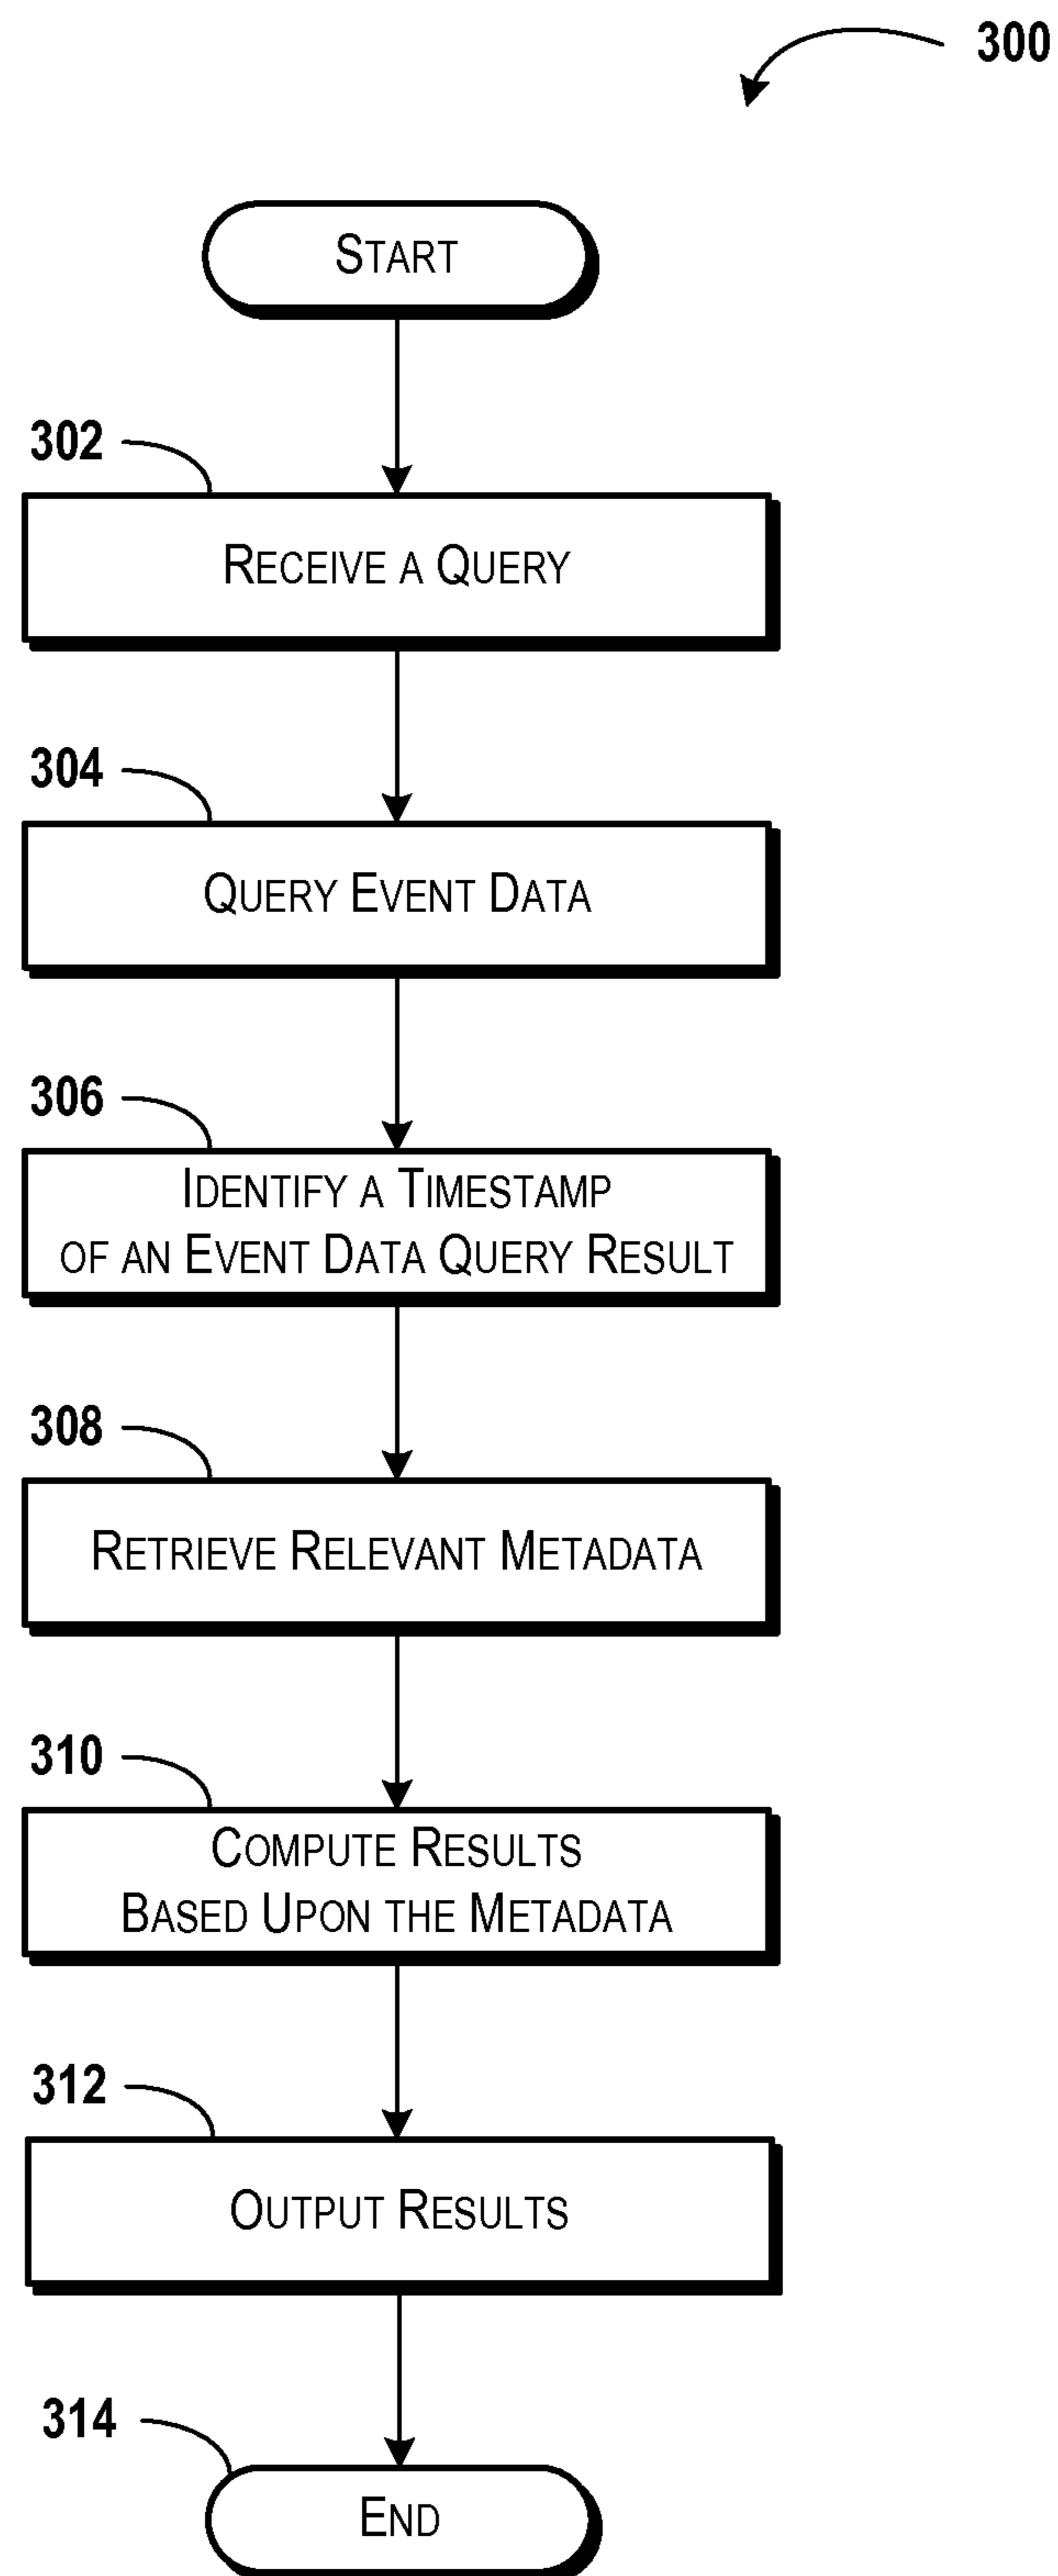 300
START
302
RECEIVE A QUERY
304
QUERY EVENT DATA
306
IDENTIFY A TIMESTAMP
OF AN EVENT DATA QUERY RESULT
308
RETRIEVE RELEVANT METADATA
310
COMPUTE RESULTS
BASED UPON THE METADATA
312
OUTPUT RESULTS
314
END